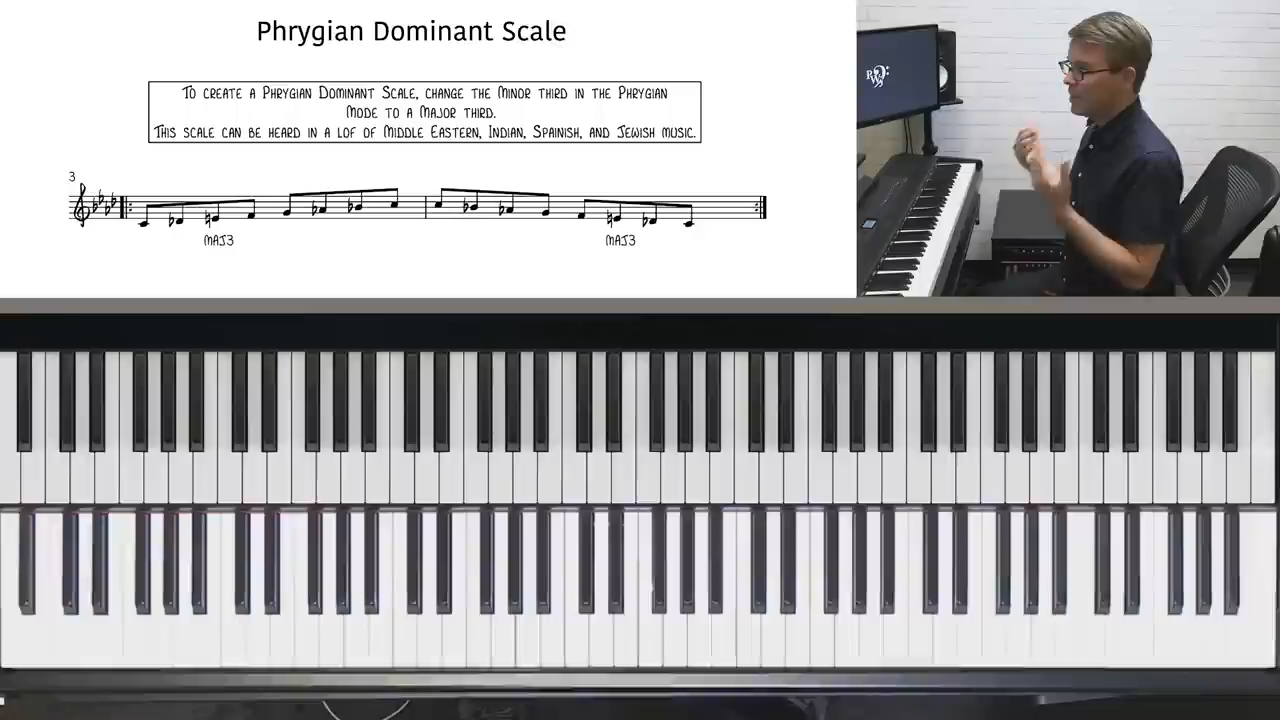 Phrygian Dominant Scale
To create a Phrygian Dominant Scale, change the minor third in the Phrygian
mode to a major third.
This scale can be heard in a lof of Middle Eastern, Indian, Spainish, and Jewish music.
3
Maj3
Maj3